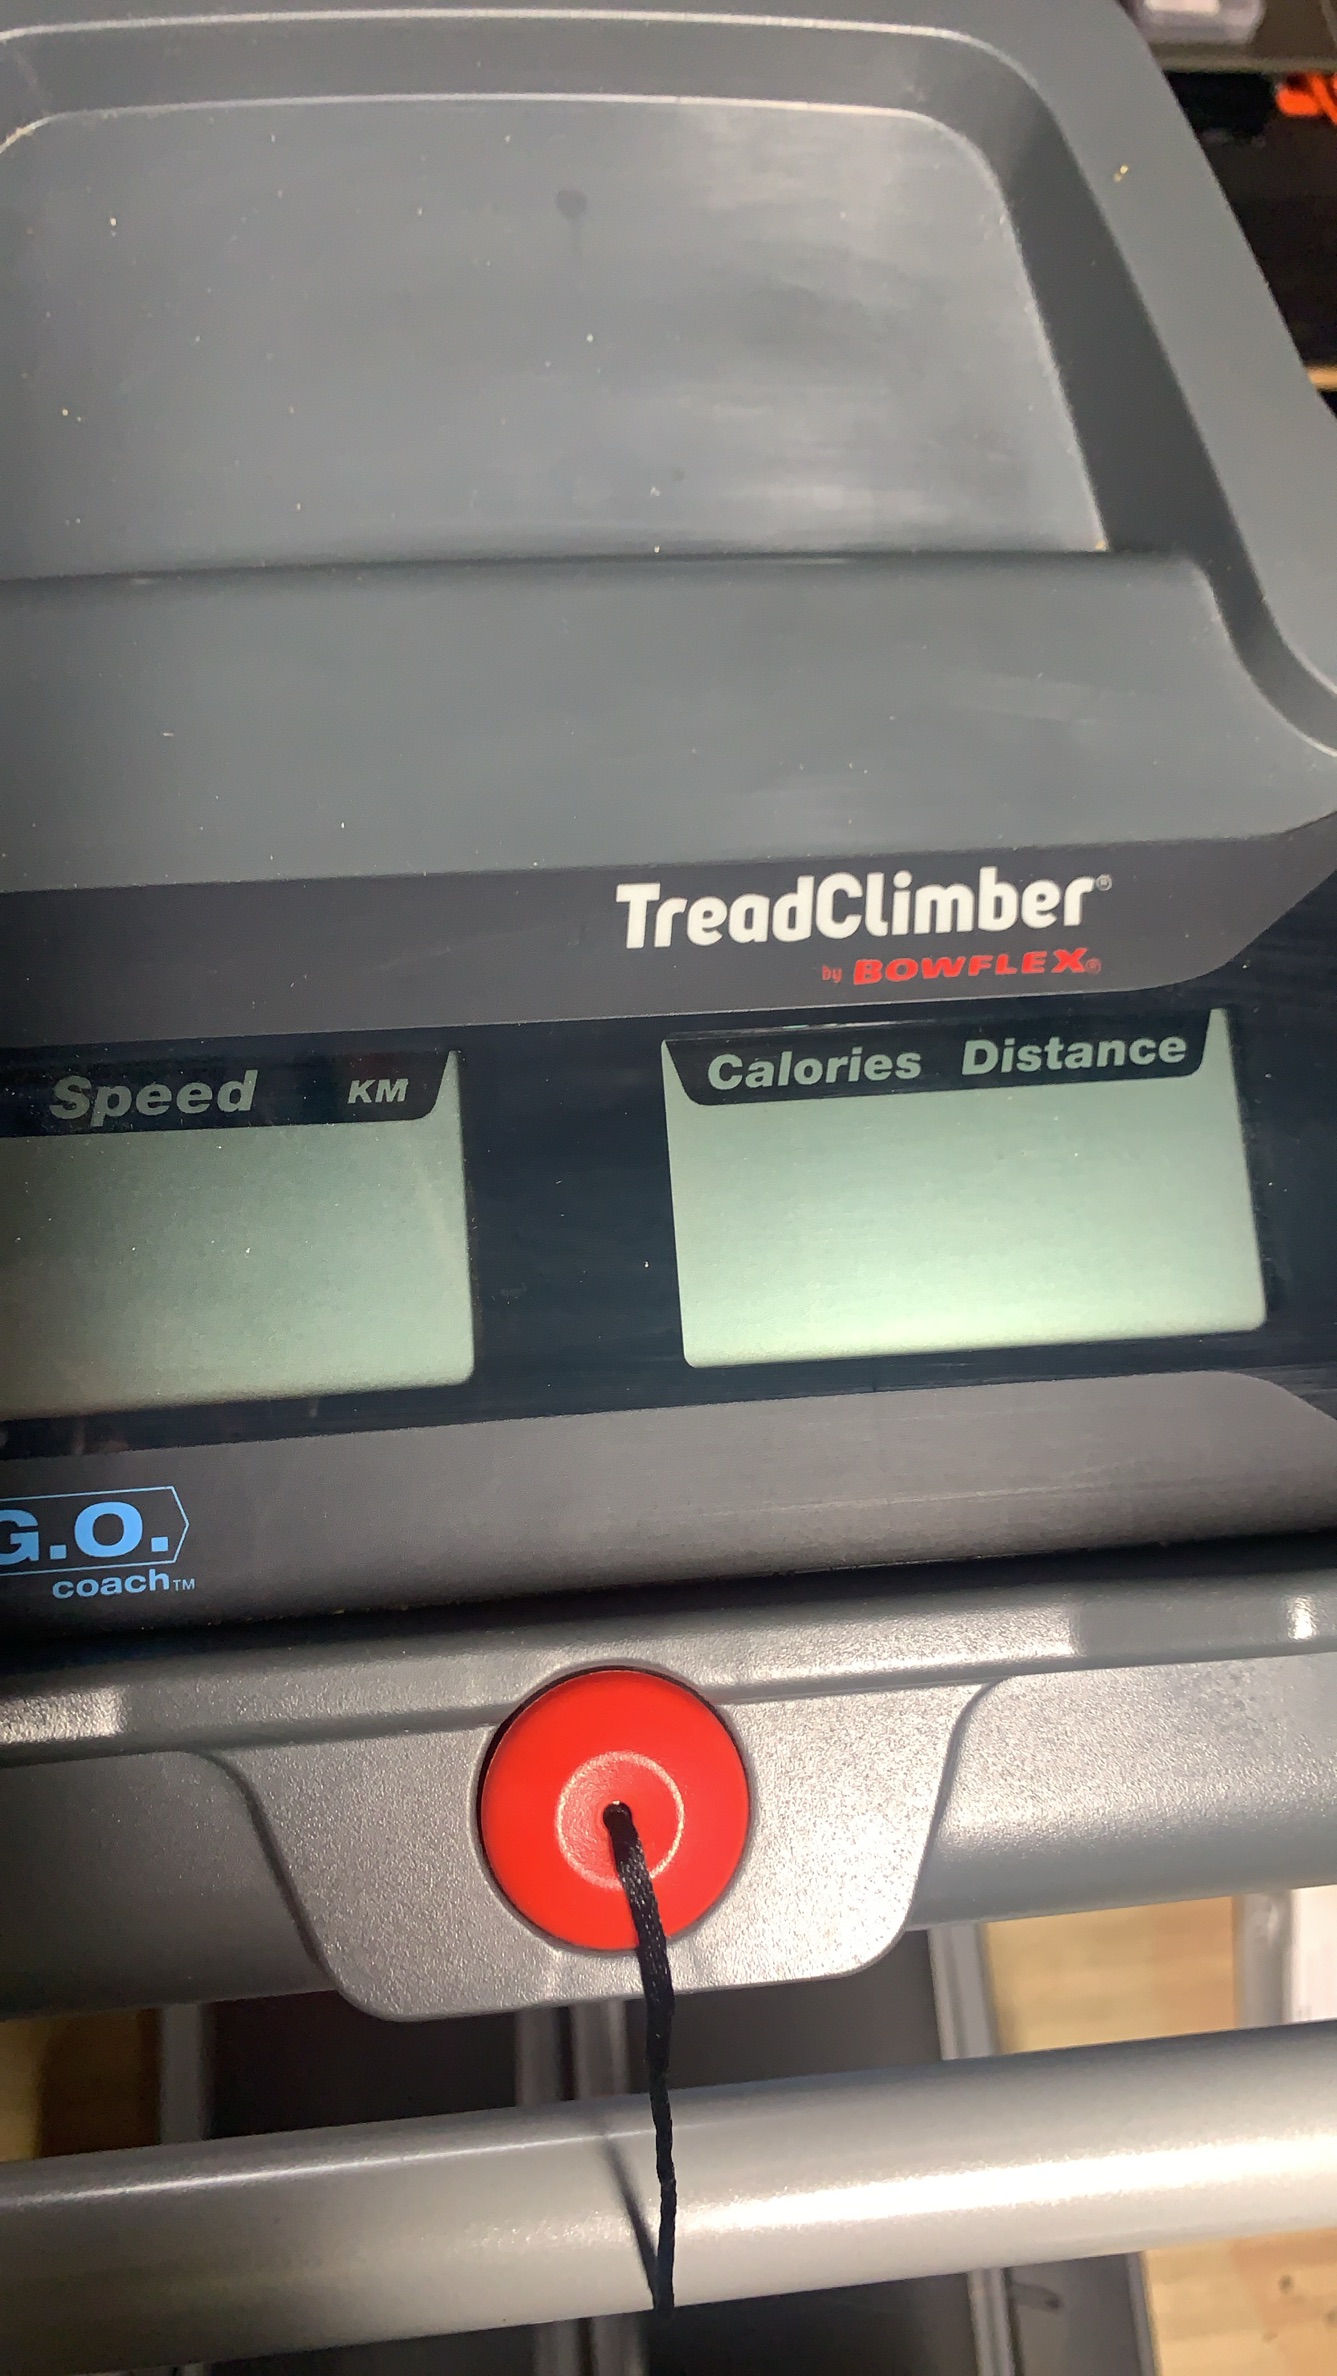 TreadClimber®
by BOWFLEX®
Speed KM
Calories Distance
G.O.
coach™